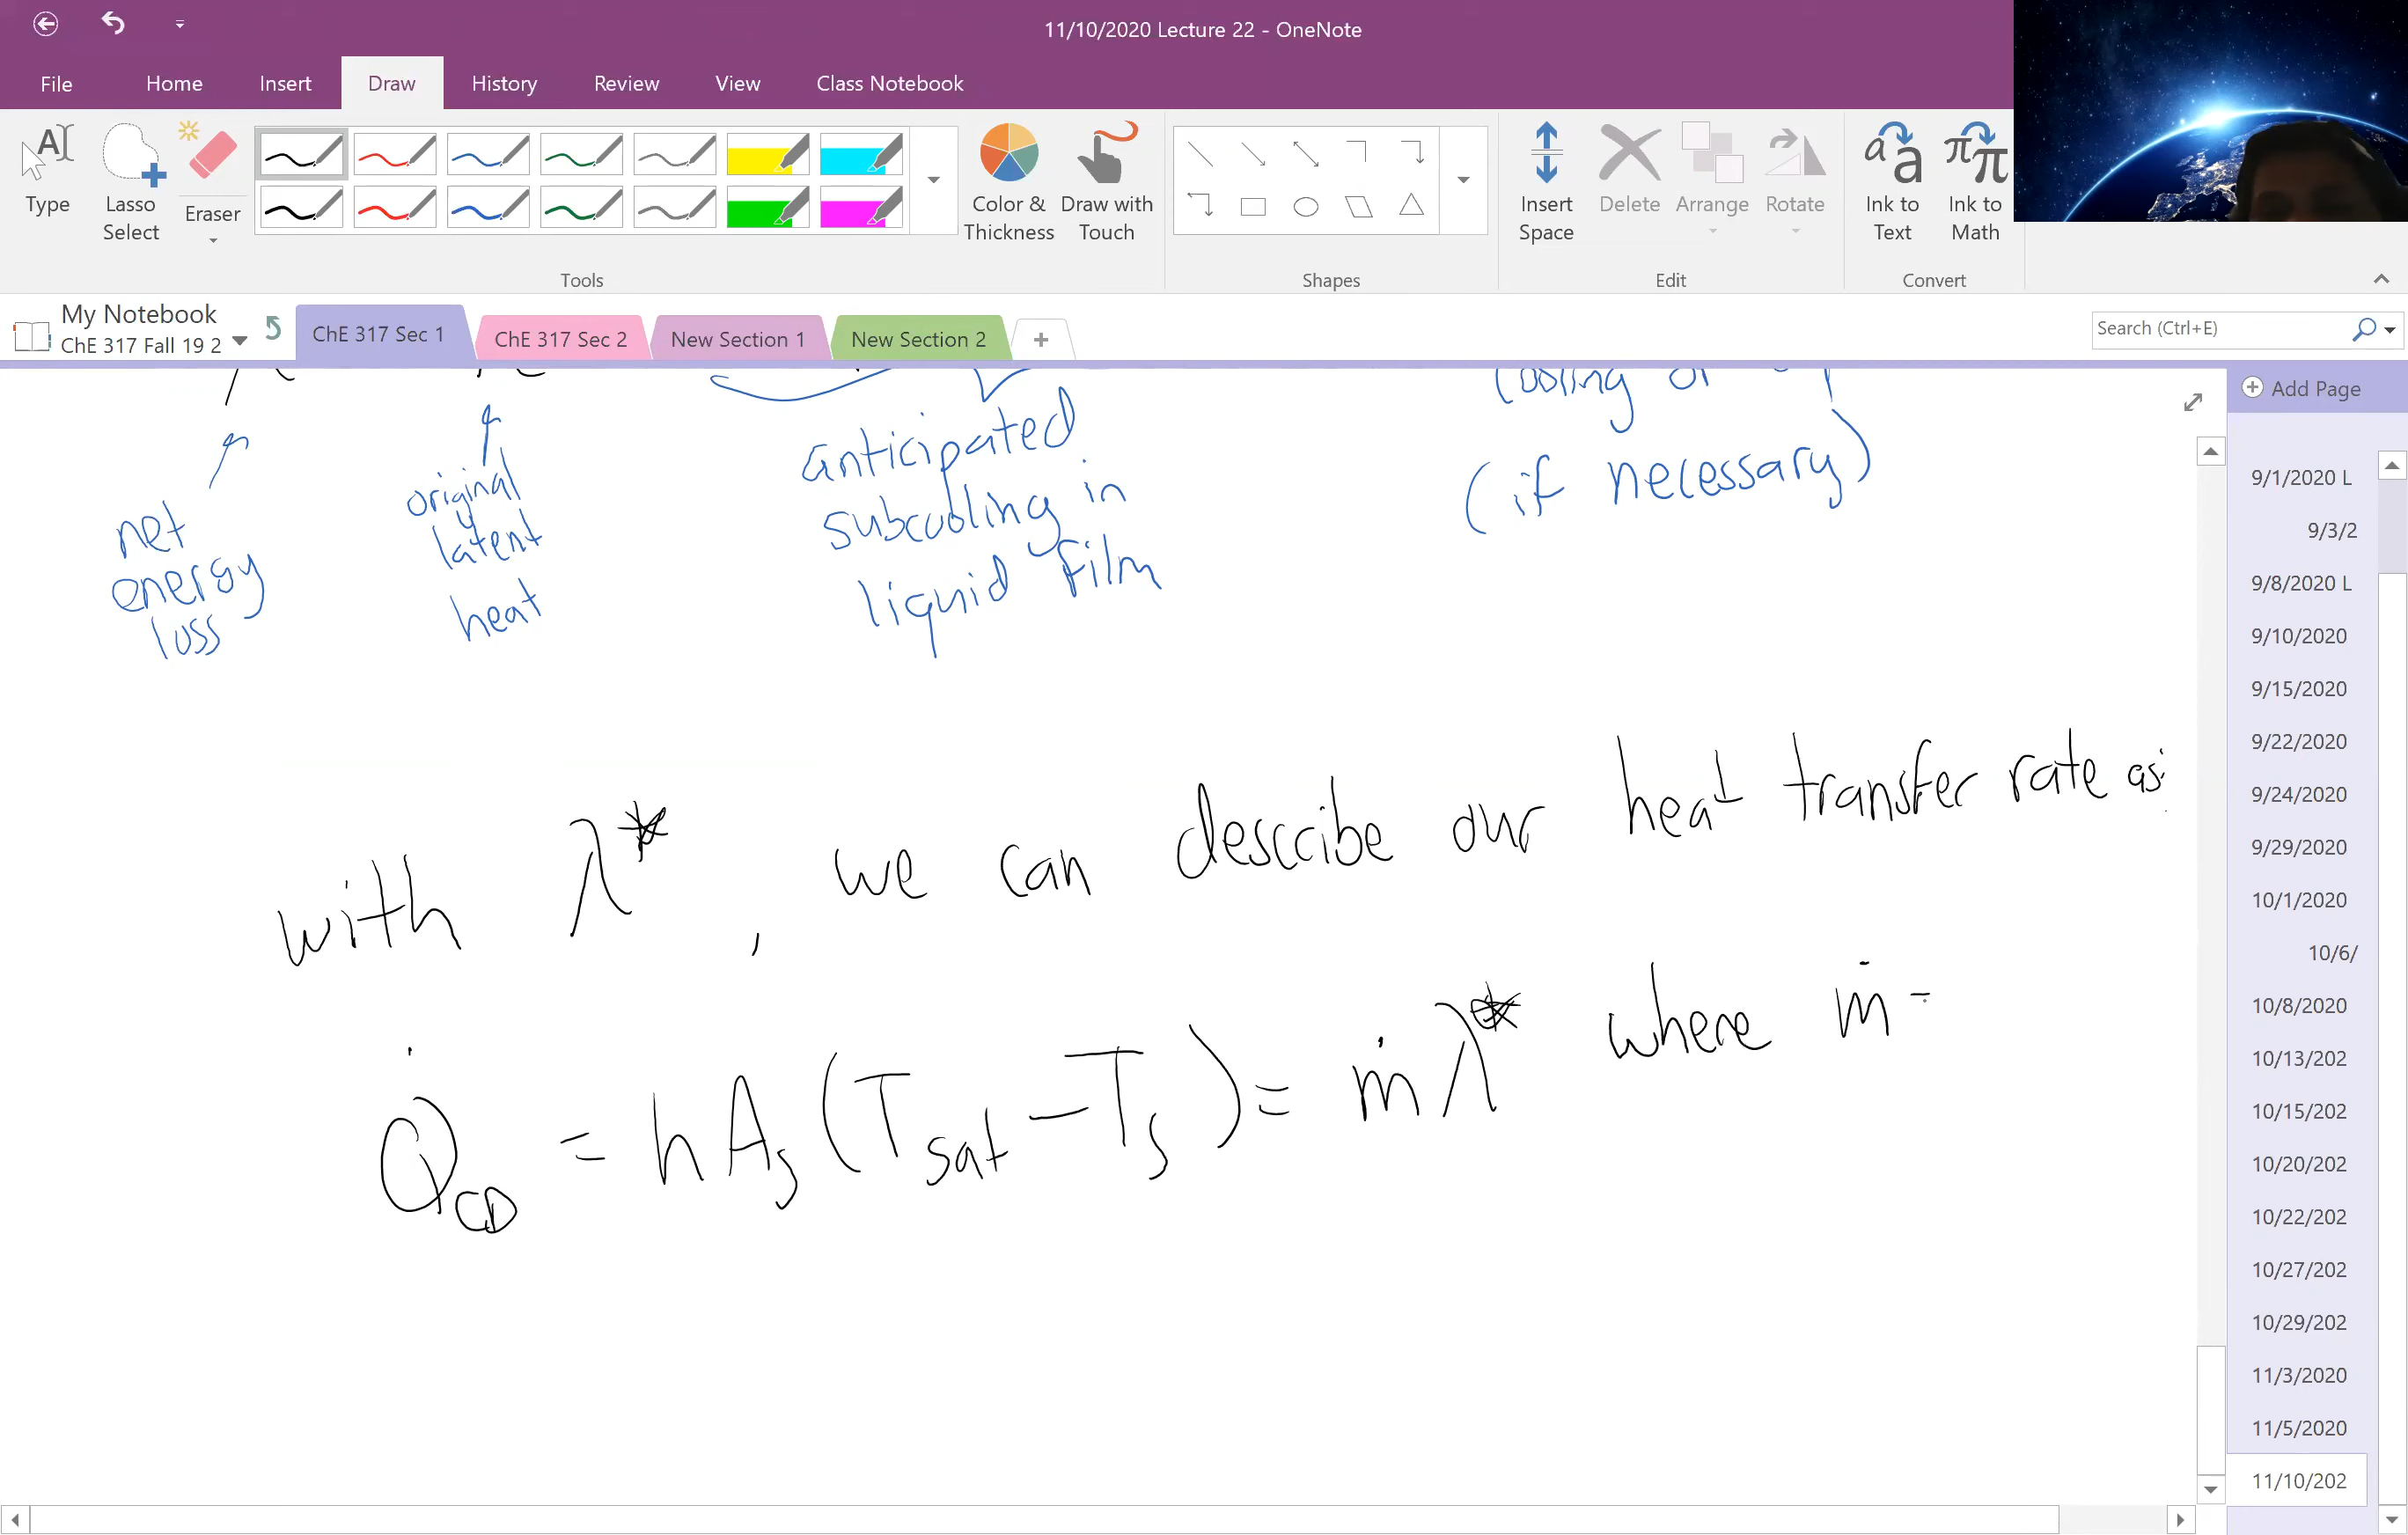 11/10/2020 Lecture 22 - OneNote
File Home Insert Draw History Review View Class Notebook
Type
Lasso Select
Eraser
Color & Thickness
Draw with Touch
Tools
Shapes
Insert Space
Delete
Arrange
Rotate
Edit
Ink to Text
Ink to Math
Convert
My Notebook
ChE 317 Fall 19 2
ChE 317 Sec 1
ChE 317 Sec 2
New Section 1
New Section 2
Search (Ctrl+E)
Add Page
9/1/2020 L
9/3/2
9/8/2020 L
9/10/2020
9/15/2020
9/22/2020
9/24/2020
9/29/2020
10/1/2020
10/6/
10/8/2020
10/13/202
10/15/202
10/20/202
10/22/202
10/27/202
10/29/202
11/3/2020
11/5/2020
11/10/202
net
energy
loss
original
latent
heat
anticipated
subcooling in
liquid film
cooling of
(if necessary)
with λ*, we can describe our heat transfer rate as:
Q̇CD = hAs(Tsat - Ts) = ṁλ* where ṁ =